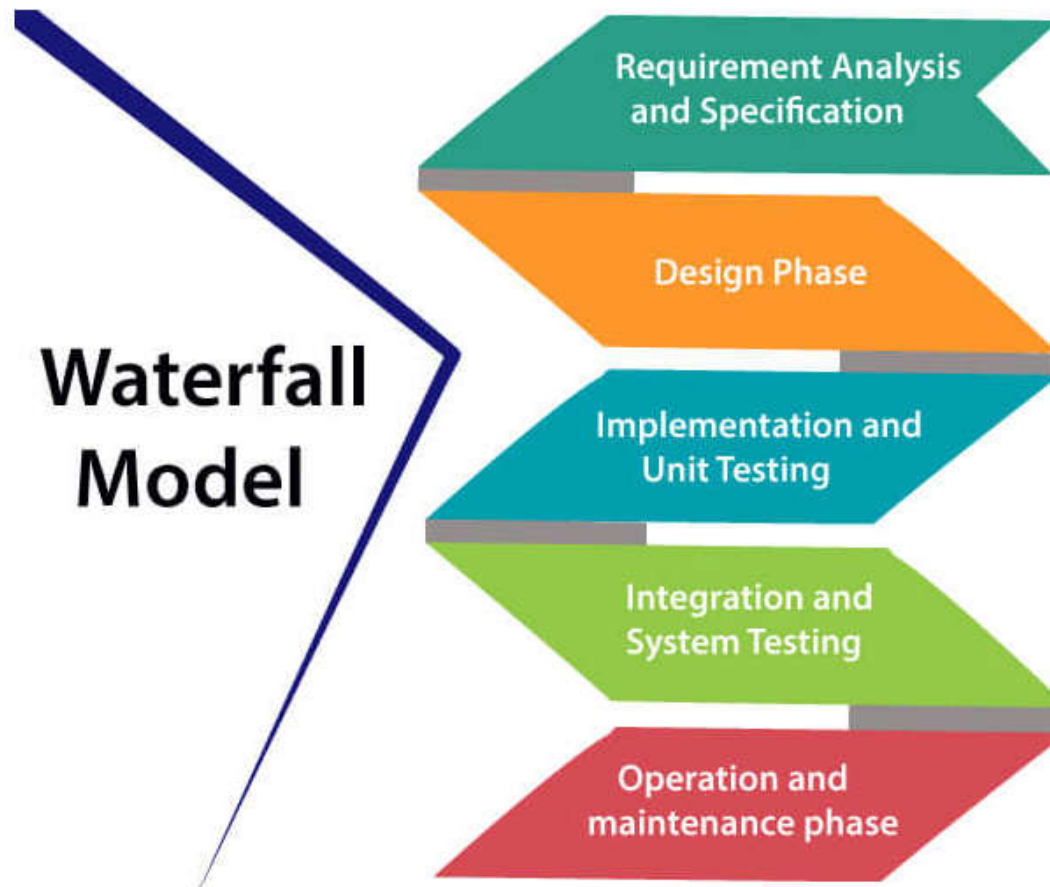 Waterfall
Model
Requirement Analysis
and Specification
Design Phase
Implementation and
Unit Testing
Integration and
System Testing
Operation and
maintenance phase